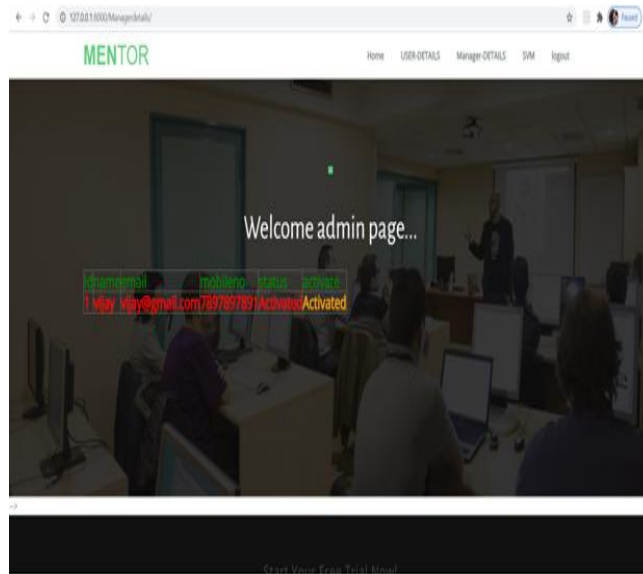 127.0.0.1:8000/Managerdetails/
Paused
MENTOR
Home USER-DETAILS Manager-DETAILS SVM logout
Welcome admin page...
idnameemail mobileno status activate
1 vijay vijay@gmail.com7897897891ActivatedActivated
-->
Start Your Free Trial Now!